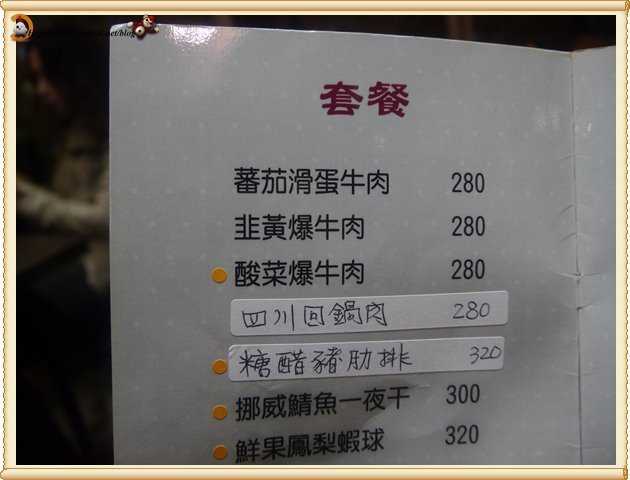 套餐
蕃茄滑蛋牛肉 280
韭黃爆牛肉 280
酸菜爆牛肉 280
四川回鍋肉 280
糖醋豬肋排 320
挪威鯖魚一夜干 300
鮮果鳳梨蝦球 320